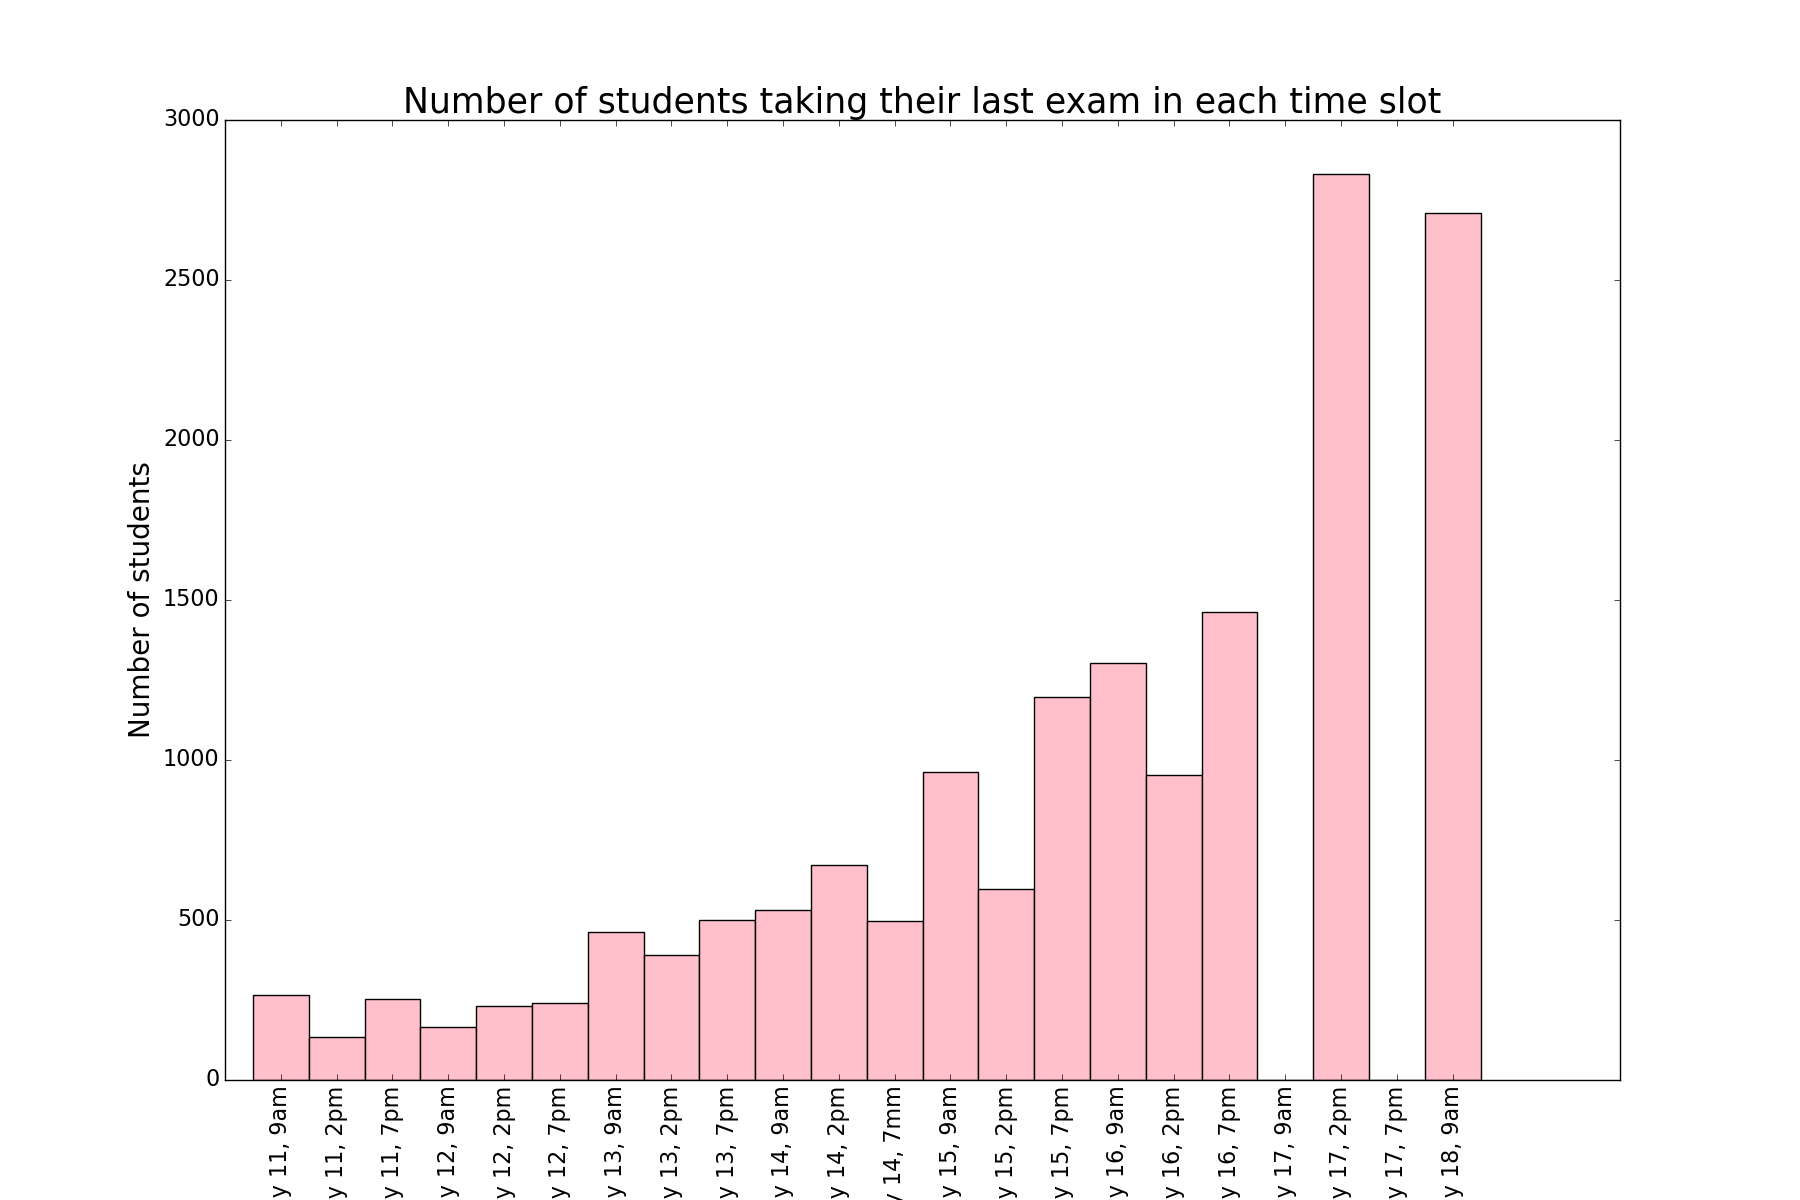 Number of students taking their last exam in each time slot
Number of students
3000
2500
2000
1500
1000
500
0
y 11, 9am
y 11, 2pm
y 11, 7pm
y 12, 9am
y 12, 2pm
y 12, 7pm
y 13, 9am
y 13, 2pm
y 13, 7pm
y 14, 9am
y 14, 2pm
y 14, 7mm
y 15, 9am
y 15, 2pm
y 15, 7pm
y 16, 9am
y 16, 2pm
y 16, 7pm
y 17, 9am
y 17, 2pm
y 17, 7pm
y 18, 9am